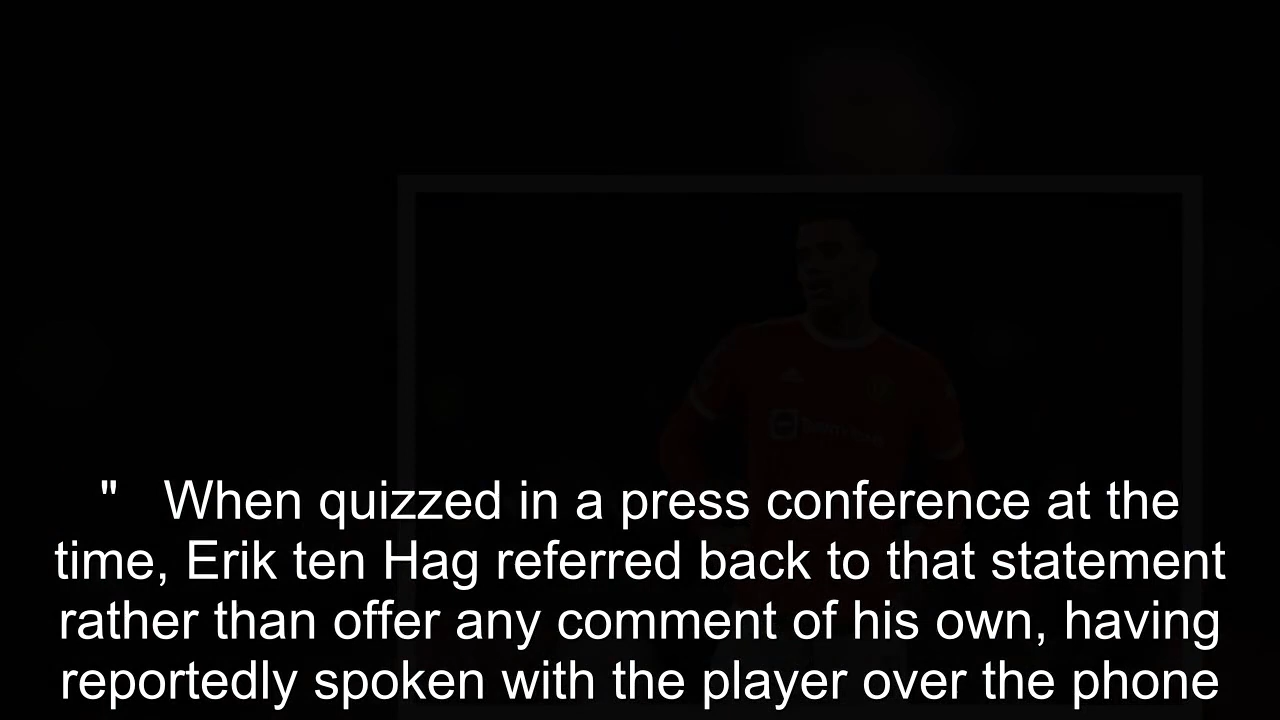 "   When quizzed in a press conference at the
time, Erik ten Hag referred back to that statement
rather than offer any comment of his own, having
reportedly spoken with the player over the phone